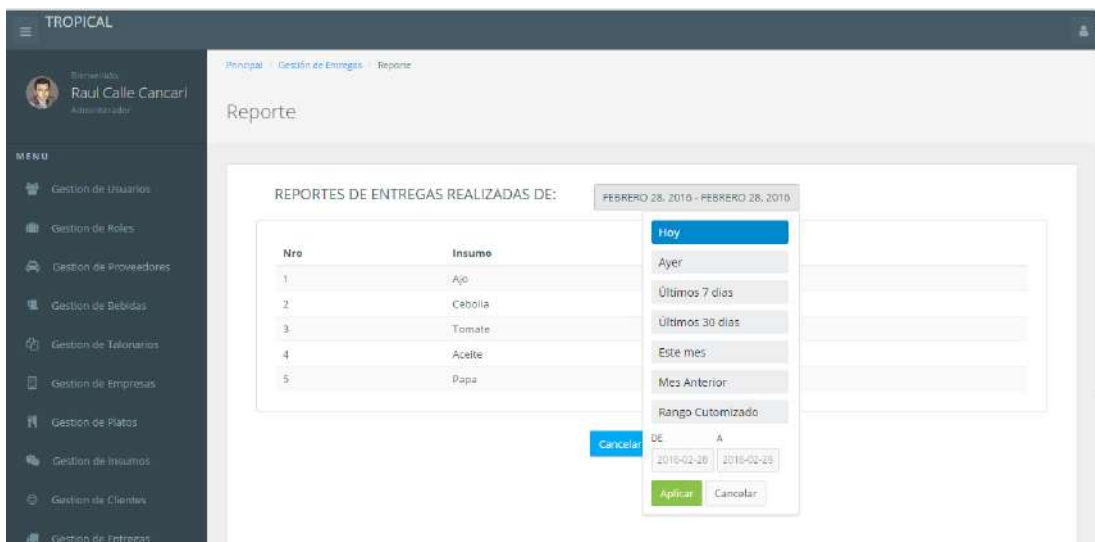 TROPICAL
Bienvenido,
Raul Calle Cancari
Administrador
MENU
Gestion de Usuarios
Gestion de Roles
Gestion de Proveedores
Gestion de Bebidas
Gestion de Talonarios
Gestion de Empresas
Gestion de Platos
Gestion de Insumos
Gestion de Clientes
Gestion de Entregas
Principal / Gestión de Entregas / Reporte
Reporte
REPORTES DE ENTREGAS REALIZADAS DE:
FEBRERO 28, 2016 - FEBRERO 28, 2016
Nro Insumo
1 Ajo
2 Cebolla
3 Tomate
4 Aceite
5 Papa
Cancelar
Hoy
Ayer
Últimos 7 dias
Últimos 30 dias
Este mes
Mes Anterior
Rango Cutomizado
DE A
2016-02-28 2016-02-28
Aplicar Cancelar